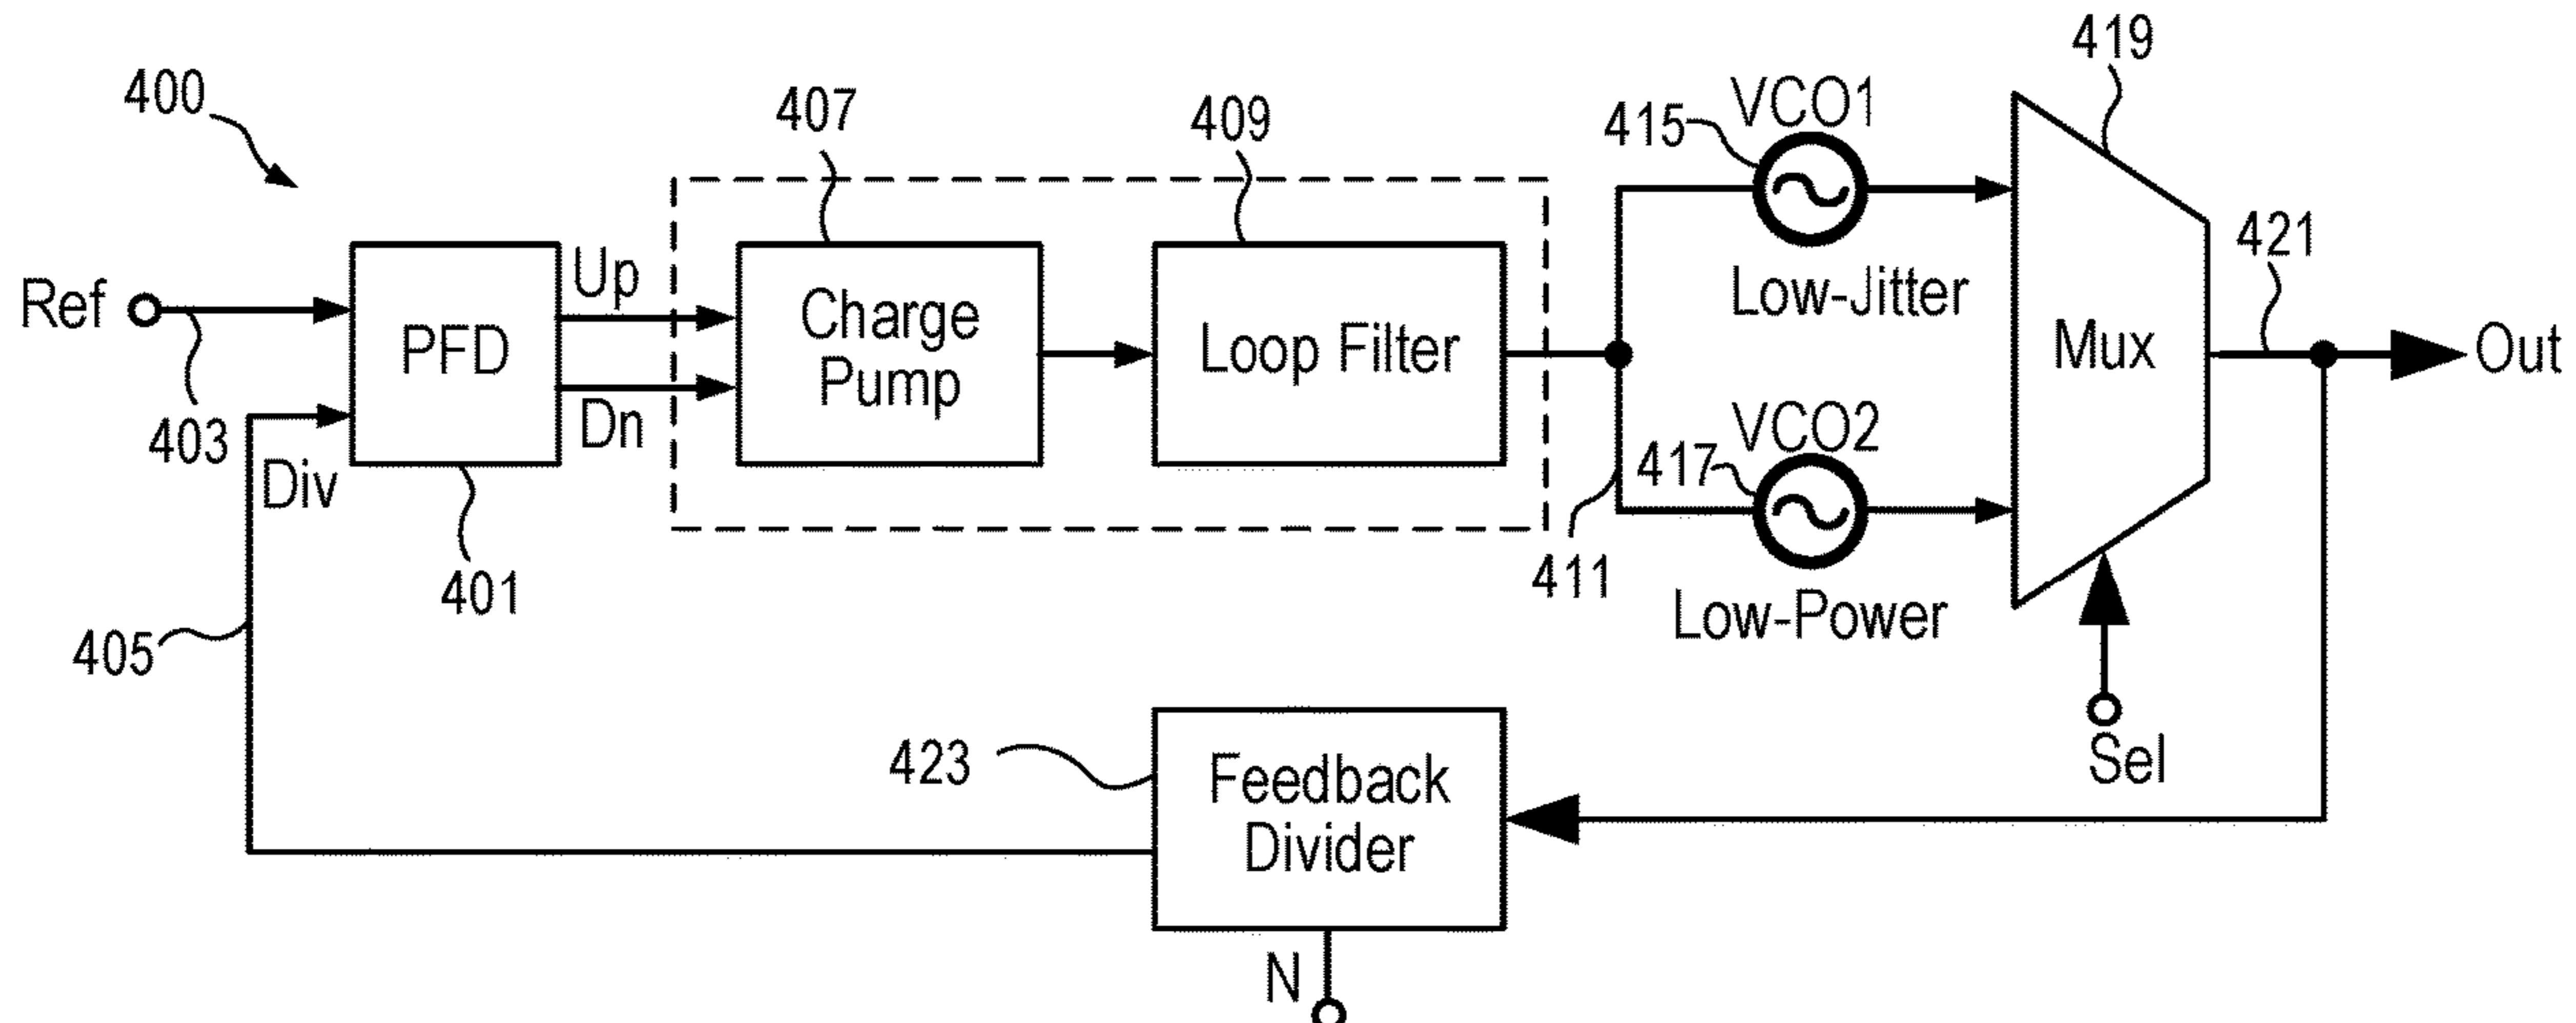 400
Ref
403
405
Div
PFD
401
Up
Dn
407
Charge
Pump
409
Loop Filter
411
415
VCO1
Low-Jitter
417
VCO2
Low-Power
419
Mux
Sel
421
Out
423
Feedback
Divider
N